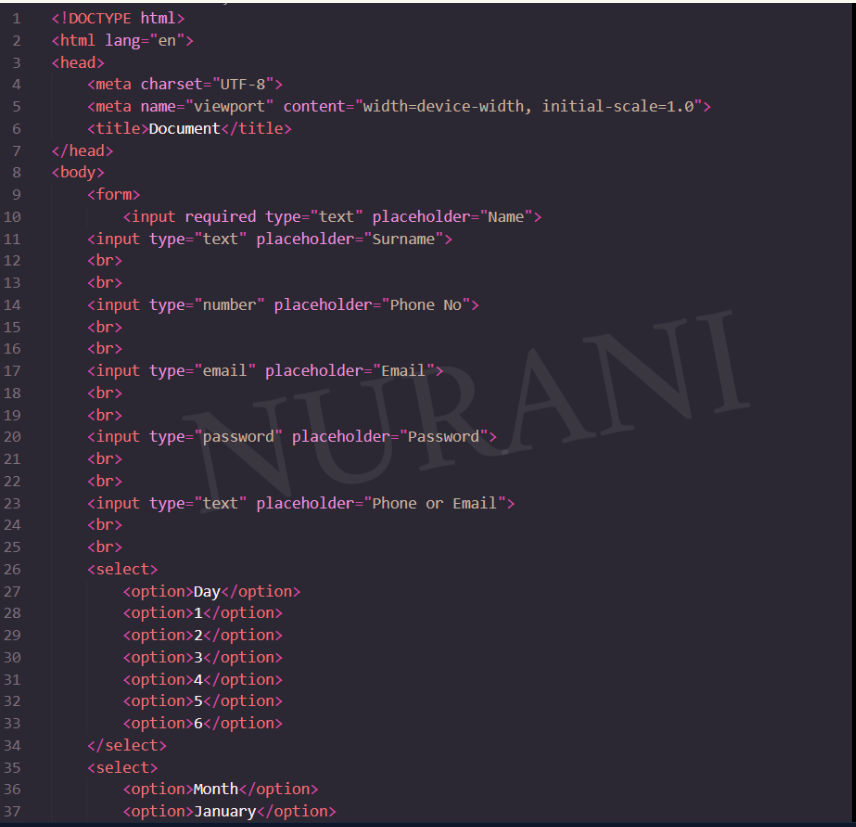 1 <!DOCTYPE html>
2 <html lang="en">
3 <head>
4 <meta charset="UTF-8">
5 <meta name="viewport" content="width=device-width, initial-scale=1.0">
6 <title>Document</title>
7 </head>
8 <body>
9 <form>
10 <input required type="text" placeholder="Name">
11 <input type="text" placeholder="Surname">
12 <br>
13 <br>
14 <input type="number" placeholder="Phone No">
15 <br>
16 <br>
17 <input type="email" placeholder="Email">
18 <br>
19 <br>
20 <input type="password" placeholder="Password">
21 <br>
22 <br>
23 <input type="text" placeholder="Phone or Email">
24 <br>
25 <br>
26 <select>
27 <option>Day</option>
28 <option>1</option>
29 <option>2</option>
30 <option>3</option>
31 <option>4</option>
32 <option>5</option>
33 <option>6</option>
34 </select>
35 <select>
36 <option>Month</option>
37 <option>January</option>
NURANI